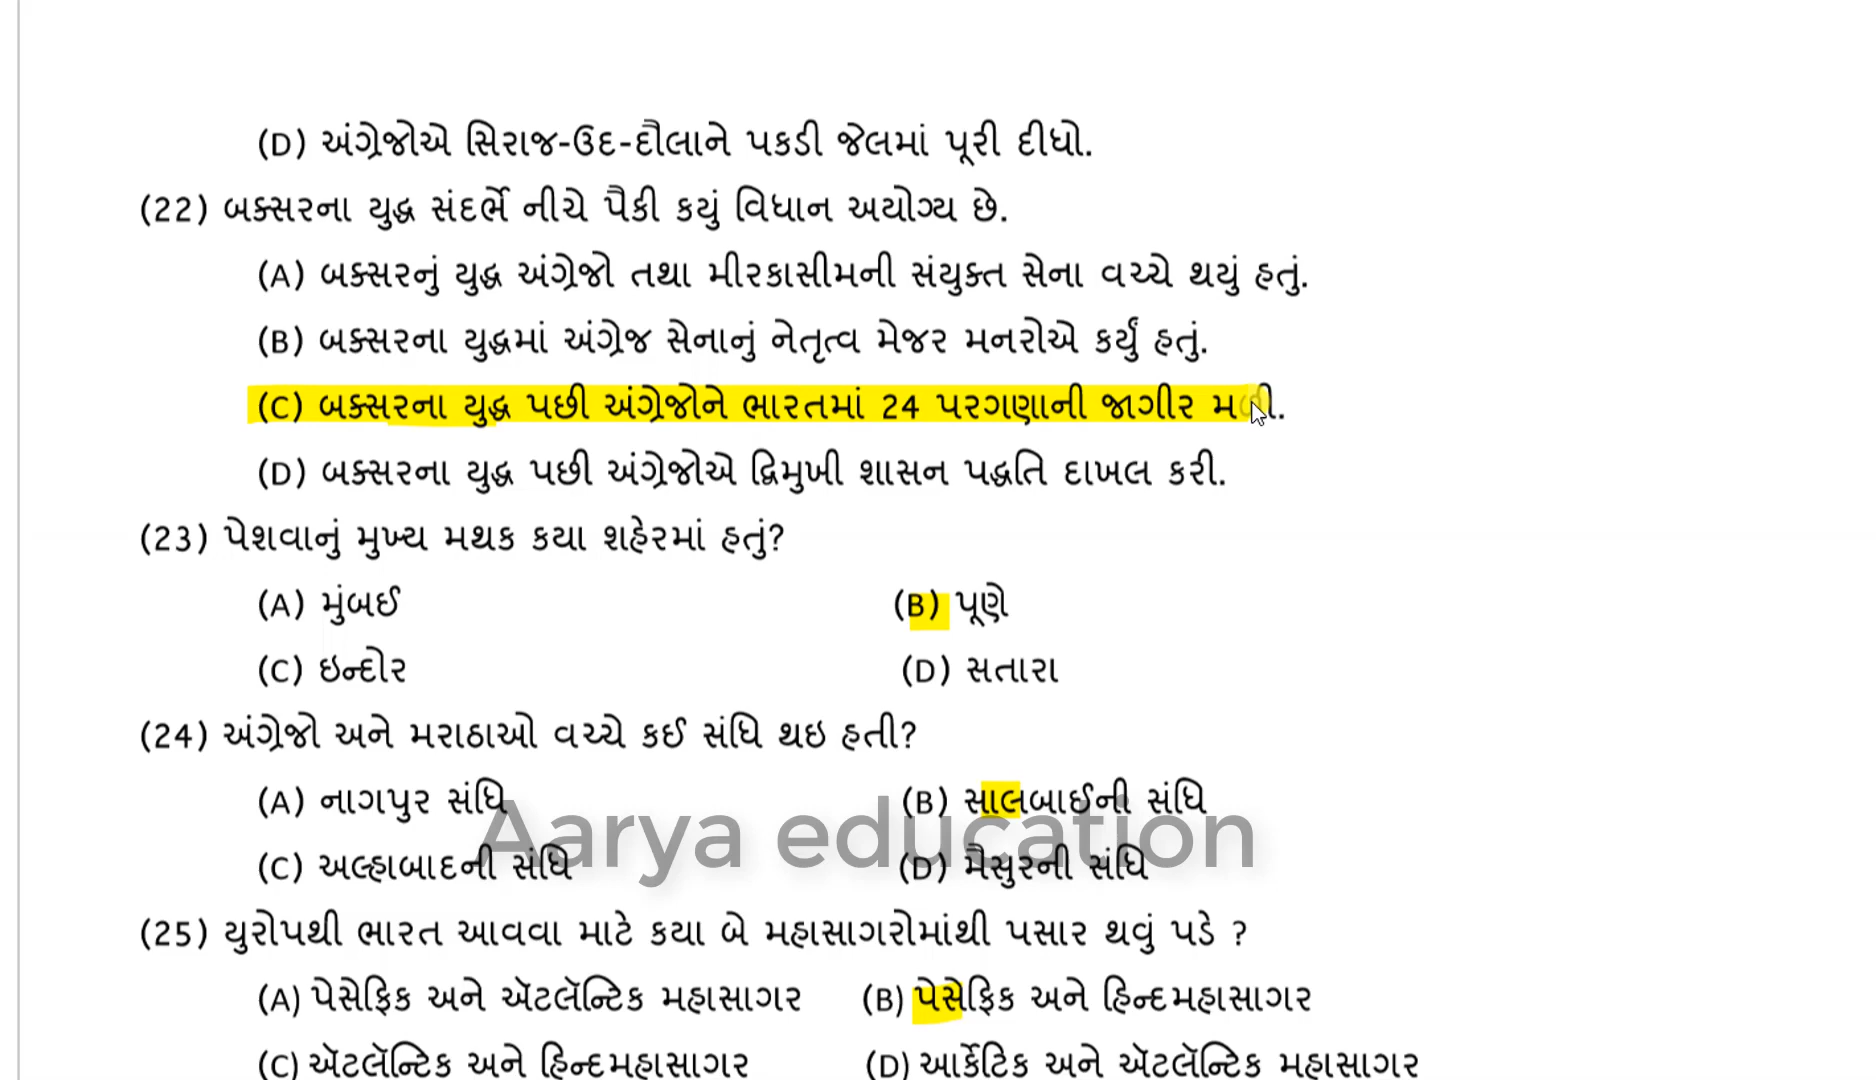 (D) અંગ્રેજોએ સિરાજ-ઉદ-દૌલાને પકડી જેલમાં પૂરી દીધો.
(22) બક્સરના યુદ્ધ સંદર્ભે નીચે પૈકી કયું વિધાન અયોગ્ય છે.
(A) બક્સરનું યુદ્ધ અંગ્રેજો તથા મીરકાસીમની સંયુક્ત સેના વચ્ચે થયું હતું.
(B) બક્સરના યુદ્ધમાં અંગ્રેજ સેનાનું નેતૃત્વ મેજર મનરોએ કર્યું હતું.
(C) બક્સરના યુદ્ધ પછી અંગ્રેજોને ભારતમાં 24 પરગણાની જાગીર મળી.
(D) બક્સરના યુદ્ધ પછી અંગ્રેજોએ દ્વિમુખી શાસન પદ્ધતિ દાખલ કરી.
(23) પેશવાનું મુખ્ય મથક કયા શહેરમાં હતું?
(A) મુંબઈ (B) પૂણે
(C) ઇન્દોર (D) સતારા
(24) અંગ્રેજો અને મરાઠાઓ વચ્ચે કઈ સંધિ થઇ હતી?
(A) નાગપુર સંધિ (B) સાલબાઈની સંધિ
Aarya education
(C) અલ્હાબાદની સંધિ (D) મૈસુરની સંધિ
(25) યુરોપથી ભારત આવવા માટે કયા બે મહાસાગરોમાંથી પસાર થવું પડે ?
(A) પેસેફિક અને ઍટલૅન્ટિક મહાસાગર (B) પેસેફિક અને હિન્દમહાસાગર
(C) ઍટલૅન્ટિક અને હિન્દમહાસાગર (D) આર્કેટિક અને ઍટલૅન્ટિક મહાસાગર